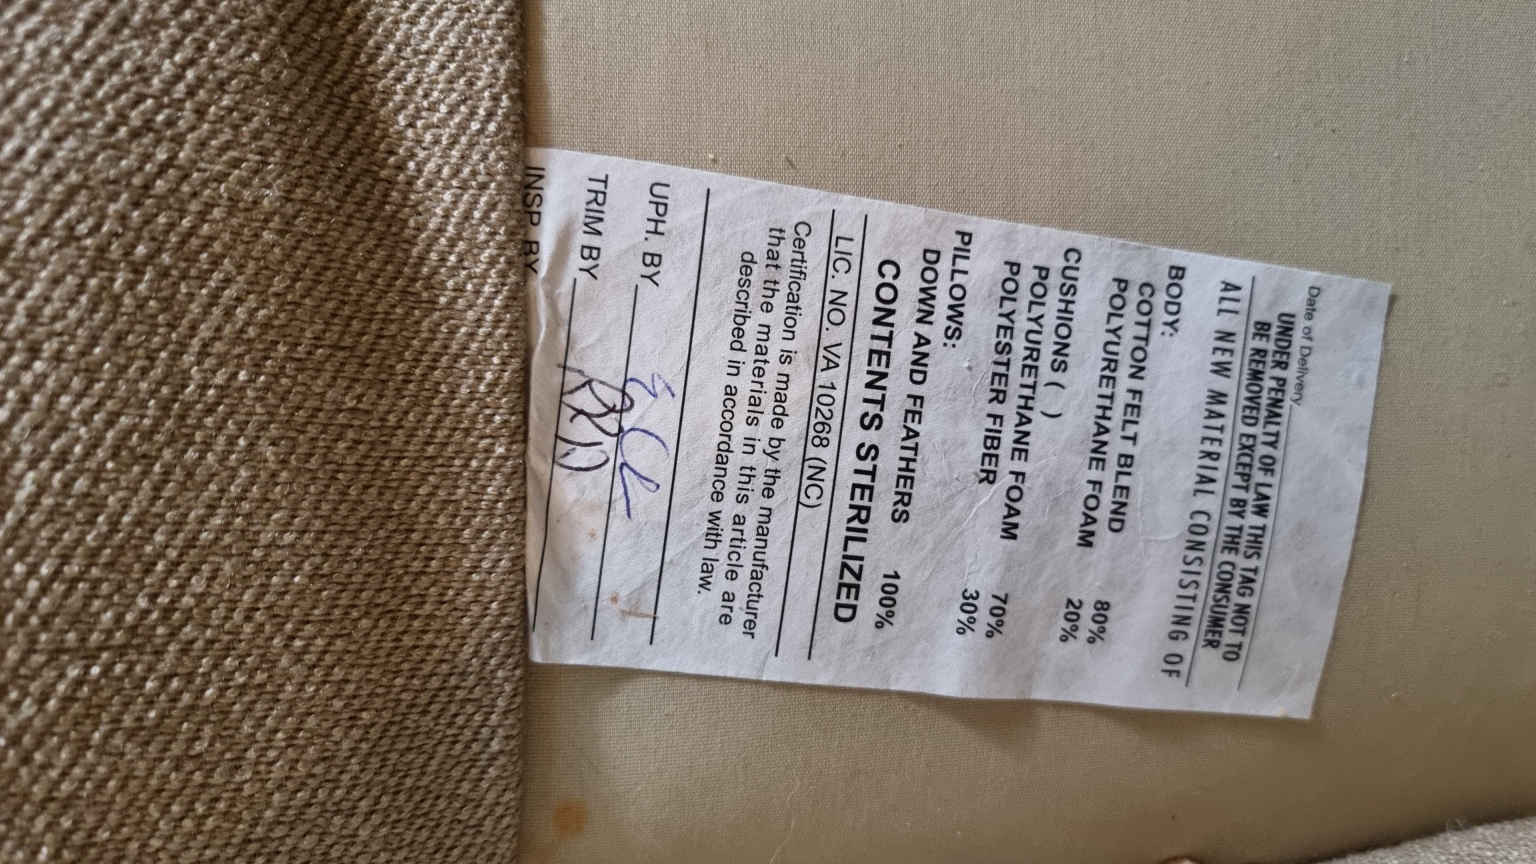 Date of Delivery
UNDER PENALTY OF LAW THIS TAG NOT TO
BE REMOVED EXCEPT BY THE CONSUMER
ALL NEW MATERIAL CONSISTING OF
BODY:
COTTON FELT BLEND 80%
POLYURETHANE FOAM 20%
CUSHIONS ( )
POLYURETHANE FOAM 70%
POLYESTER FIBER 30%
PILLOWS:
DOWN AND FEATHERS 100%
CONTENTS STERILIZED
LIC. NO. VA 10268 (NC)
Certification is made by the manufacturer
that the materials in this article are
described in accordance with law.
UPH. BY
TRIM BY
INSP BY